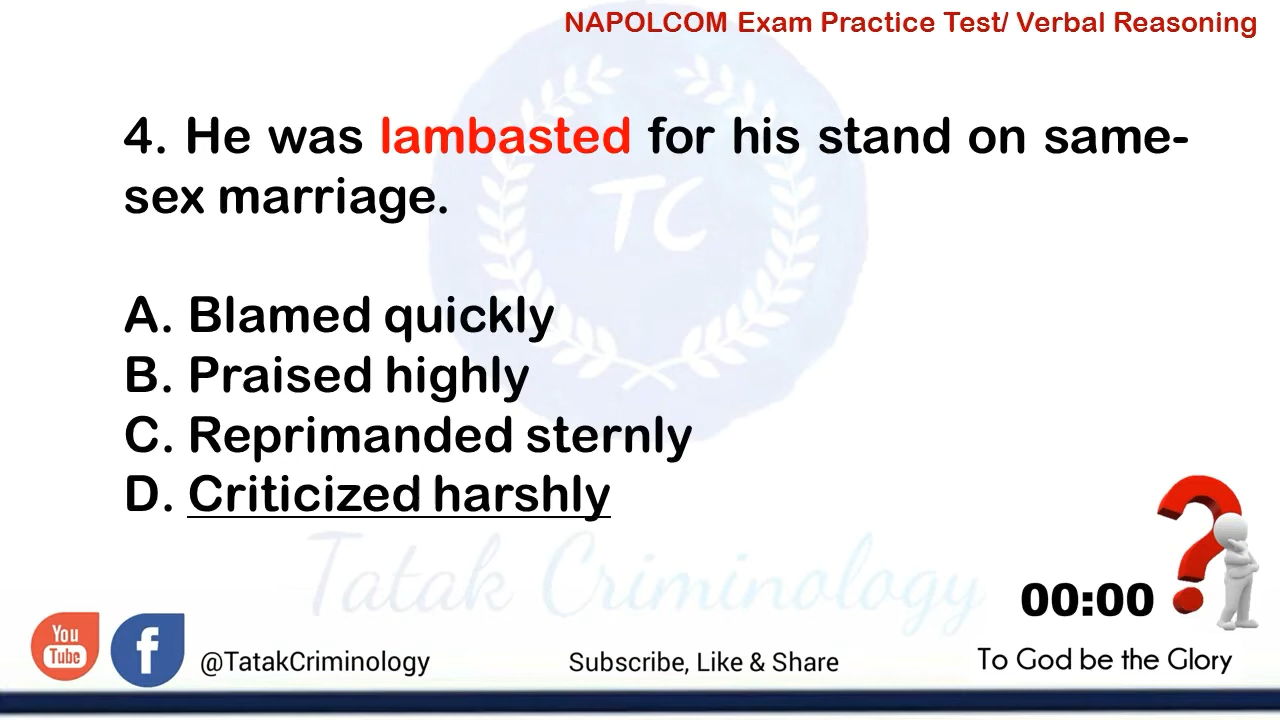 NAPOLCOM Exam Practice Test/ Verbal Reasoning
4. He was lambasted for his stand on same-
sex marriage.
TC
A. Blamed quickly
B. Praised highly
C. Reprimanded sternly
D. Criticized harshly
Tatak Criminology
00:00
You
Tube
f
@TatakCriminology
Subscribe, Like & Share
To God be the Glory